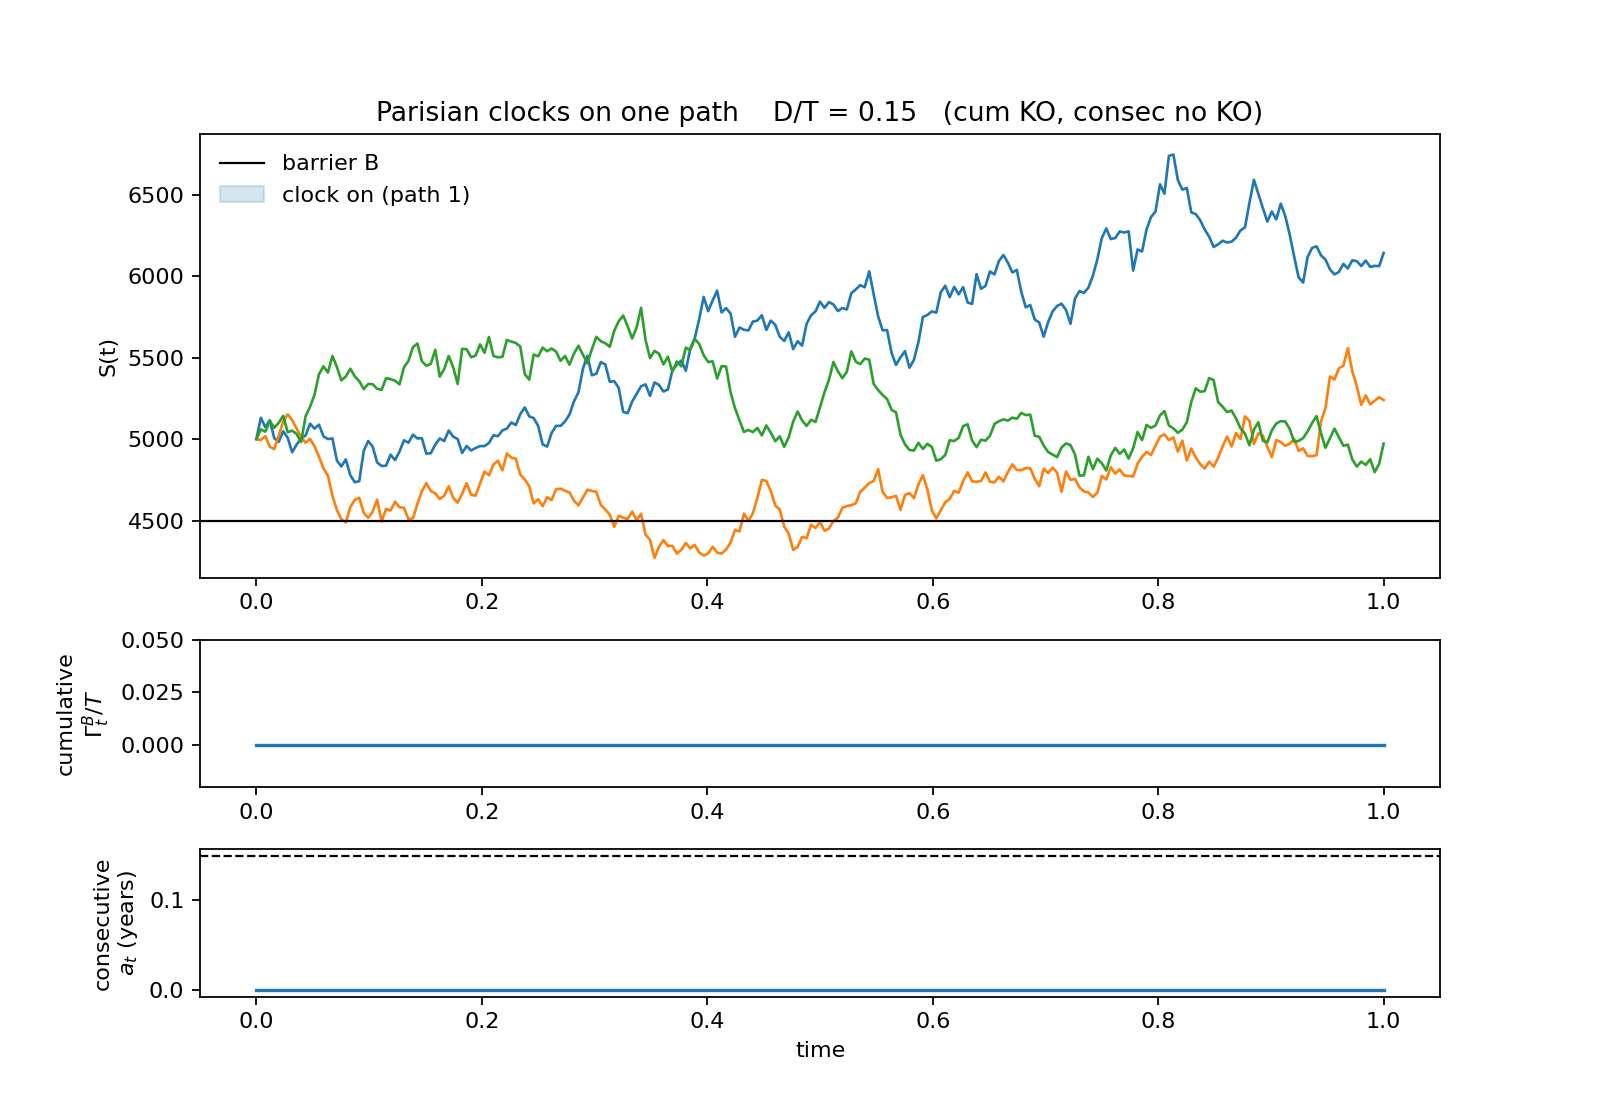 Parisian clocks on one path    D/T = 0.15   (cum KO, consec no KO)
barrier B
clock on (path 1)
S(t)
6500
6000
5500
5000
4500
0.0 0.2 0.4 0.6 0.8 1.0
cumulative
Γ_t^B/T
0.050
0.025
0.000
0.0 0.2 0.4 0.6 0.8 1.0
consecutive
a_t (years)
0.1
0.0
0.0 0.2 0.4 0.6 0.8 1.0
time